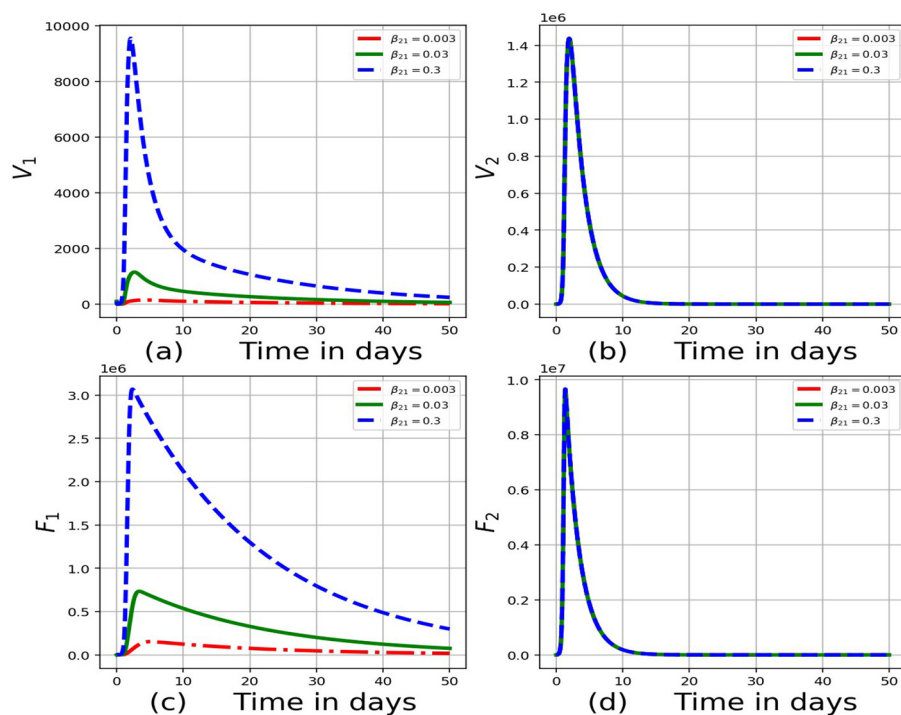 V₁
10000
8000
6000
4000
2000
0
β₂₁ = 0.003
β₂₁ = 0.03
β₂₁ = 0.3
0 10 20 30 40 50
(a) Time in days
1e6
V₂
1.4
1.2
1.0
0.8
0.6
0.4
0.2
0.0
β₂₁ = 0.003
β₂₁ = 0.03
β₂₁ = 0.3
0 10 20 30 40 50
(b) Time in days
1e6
F₁
3.0
2.5
2.0
1.5
1.0
0.5
0.0
β₂₁ = 0.003
β₂₁ = 0.03
β₂₁ = 0.3
0 10 20 30 40 50
(c) Time in days
1e7
F₂
1.0
0.8
0.6
0.4
0.2
0.0
β₂₁ = 0.003
β₂₁ = 0.03
β₂₁ = 0.3
0 10 20 30 40 50
(d) Time in days